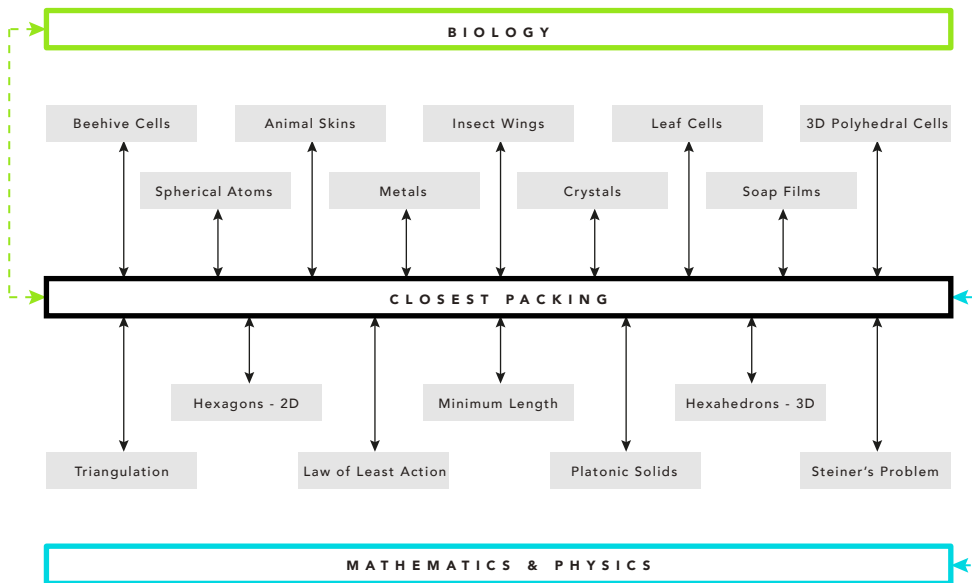 BIOLOGY
Beehive Cells
Animal Skins
Insect Wings
Leaf Cells
3D Polyhedral Cells
Spherical Atoms
Metals
Crystals
Soap Films
CLOSEST PACKING
Hexagons - 2D
Minimum Length
Hexahedrons - 3D
Triangulation
Law of Least Action
Platonic Solids
Steiner's Problem
MATHEMATICS & PHYSICS